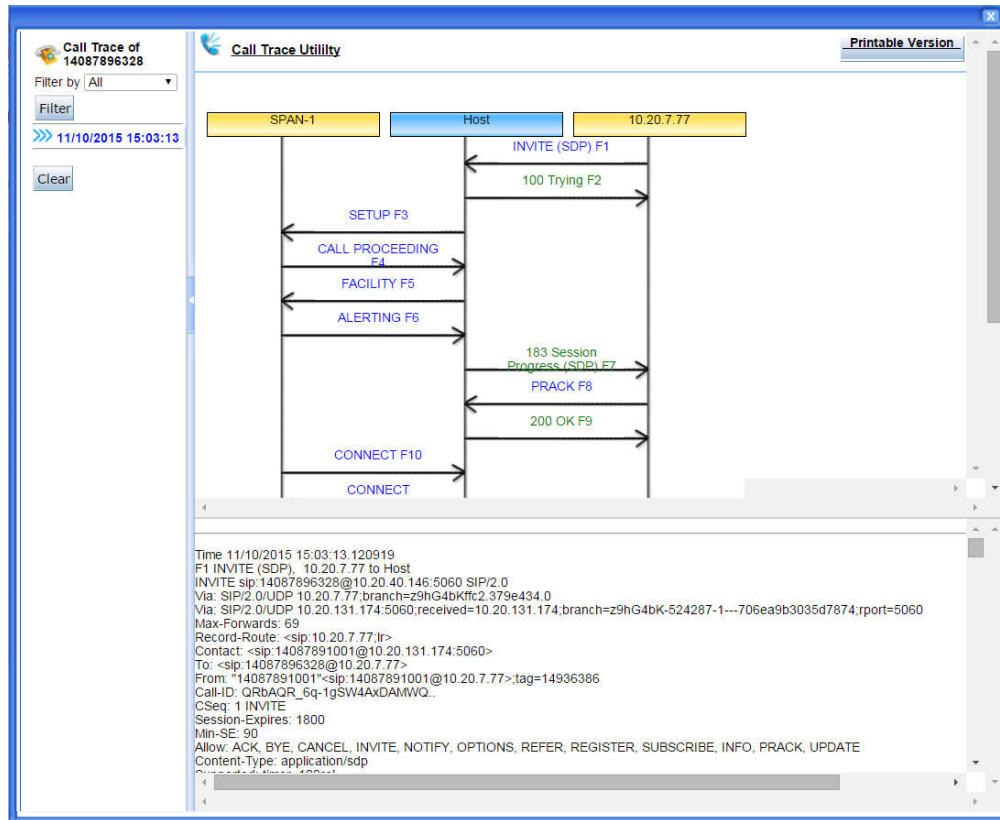 Call Trace of
14087896328
Filter by All
Filter
11/10/2015 15:03:13
Clear
Call Trace Utililty
Printable Version
SPAN-1
Host
10.20.7.77
INVITE (SDP) F1
100 Trying F2
SETUP F3
CALL PROCEEDING
F4
FACILITY F5
ALERTING F6
183 Session
Progress (SDP) F7
PRACK F8
200 OK F9
CONNECT F10
CONNECT
Time 11/10/2015 15:03:13.120919
F1 INVITE (SDP), 10.20.7.77 to Host
INVITE sip:14087896328@10.20.40.146:5060 SIP/2.0
Via: SIP/2.0/UDP 10.20.7.77;branch=z9hG4bKffc2.379e434.0
Via: SIP/2.0/UDP 10.20.131.174:5060;received=10.20.131.174;branch=z9hG4bK-524287-1---706ea9b3035d7874;rport=5060
Max-Forwards: 69
Record-Route: <sip:10.20.7.77;lr>
Contact: <sip:14087891001@10.20.131.174:5060>
To: <sip:14087896328@10.20.7.77>
From: "14087891001"<sip:14087891001@10.20.7.77>;tag=14936386
Call-ID: QRbAQR_6q-1gSW4AxDAMWQ..
CSeq: 1 INVITE
Session-Expires: 1800
Min-SE: 90
Allow: ACK, BYE, CANCEL, INVITE, NOTIFY, OPTIONS, REFER, REGISTER, SUBSCRIBE, INFO, PRACK, UPDATE
Content-Type: application/sdp
Supported: timer, 100rel